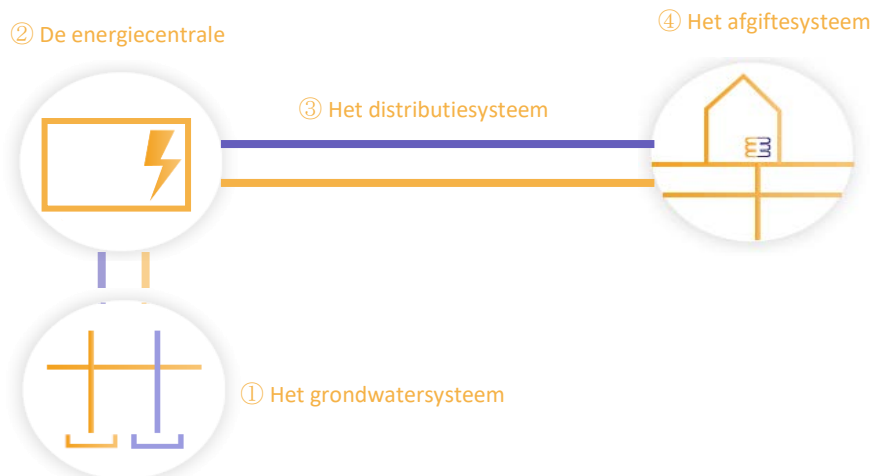 ② De energiecentrale
④ Het afgiftesysteem
③ Het distributiesysteem
① Het grondwatersysteem